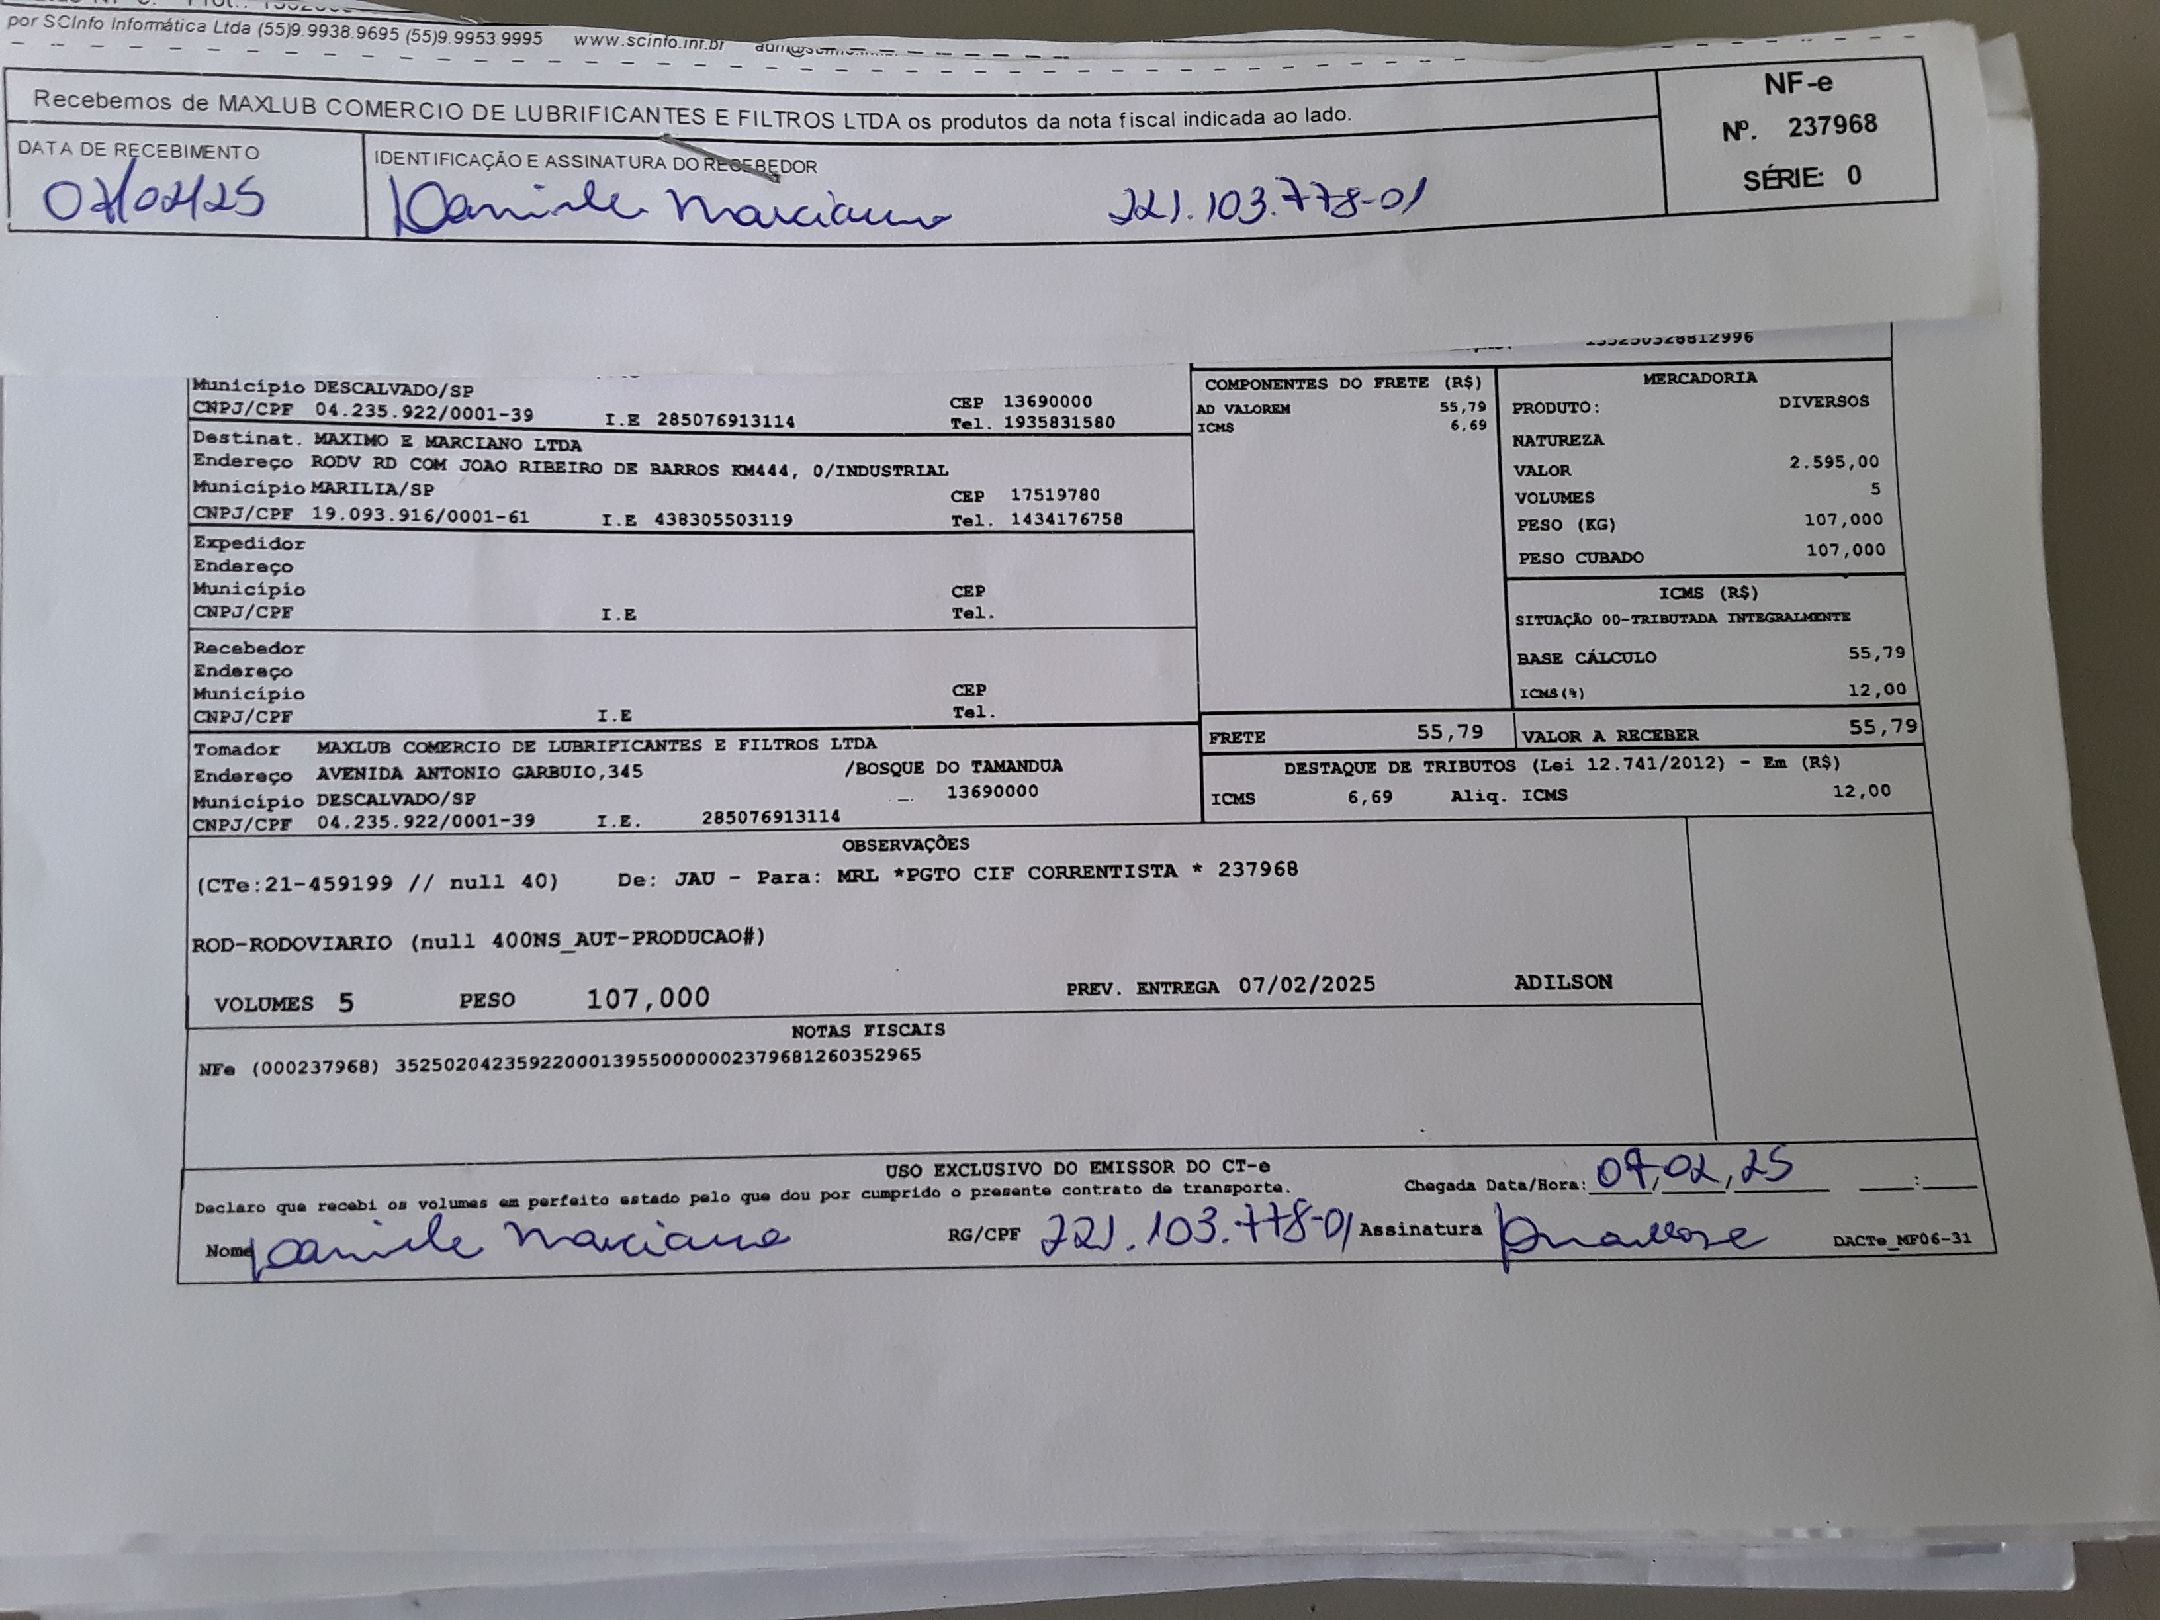 por SCInfo Informática Ltda (55)9.9938.9695 (55)9.9953.9995 www.scinfo.inf.br
Recebemos de MAXLUB COMERCIO DE LUBRIFICANTES E FILTROS LTDA os produtos da nota fiscal indicada ao lado.
NF-e
Nº. 237968
SÉRIE: 0
DATA DE RECEBIMENTO
07/02/25
IDENTIFICAÇÃO E ASSINATURA DO RECEBEDOR
Daniele Marciano 221.103.778-01
135250328812996
Município DESCALVADO/SP
CEP 13690000
CNPJ/CPF 04.235.922/0001-39 I.E 285076913114 Tel. 1935831580
Destinat. MAXIMO E MARCIANO LTDA
Endereço RODV RD COM JOAO RIBEIRO DE BARROS KM444, 0/INDUSTRIAL
Município MARILIA/SP CEP 17519780
CNPJ/CPF 19.093.916/0001-61 I.E 438305503119 Tel. 1434176758
Expedidor
Endereço
Município CEP
CNPJ/CPF I.E Tel.
Recebedor
Endereço
Município CEP
CNPJ/CPF I.E Tel.
Tomador MAXLUB COMERCIO DE LUBRIFICANTES E FILTROS LTDA
Endereço AVENIDA ANTONIO GARBUIO,345 /BOSQUE DO TAMANDUA
Município DESCALVADO/SP 13690000
CNPJ/CPF 04.235.922/0001-39 I.E. 285076913114
COMPONENTES DO FRETE (R$)
AD VALOREM 55,79
ICMS 6,69
MERCADORIA
PRODUTO: DIVERSOS
NATUREZA
VALOR 2.595,00
VOLUMES 5
PESO (KG) 107,000
PESO CUBADO 107,000
ICMS (R$)
SITUAÇÃO 00-TRIBUTADA INTEGRALMENTE
BASE CÁLCULO 55,79
ICMS(%) 12,00
FRETE 55,79 VALOR A RECEBER 55,79
DESTAQUE DE TRIBUTOS (Lei 12.741/2012) - Em (R$)
ICMS 6,69 Aliq. ICMS 12,00
OBSERVAÇÕES
(CTe:21-459199 // null 40) De: JAU - Para: MRL *PGTO CIF CORRENTISTA * 237968
ROD-RODOVIARIO (null 400NS_AUT-PRODUCAO#)
VOLUMES 5 PESO 107,000 PREV. ENTREGA 07/02/2025 ADILSON
NOTAS FISCAIS
NFe (000237968) 35250204235922000139550000002379681260352965
USO EXCLUSIVO DO EMISSOR DO CT-e
Declaro que recebi os volumes em perfeito estado pelo que dou por cumprido o presente contrato de transporte.
Chegada Data/Hora: 07,02,25 :
Nome Daniele Marciano RG/CPF 221.103.778-01 Assinatura
DACTe_MF06-31